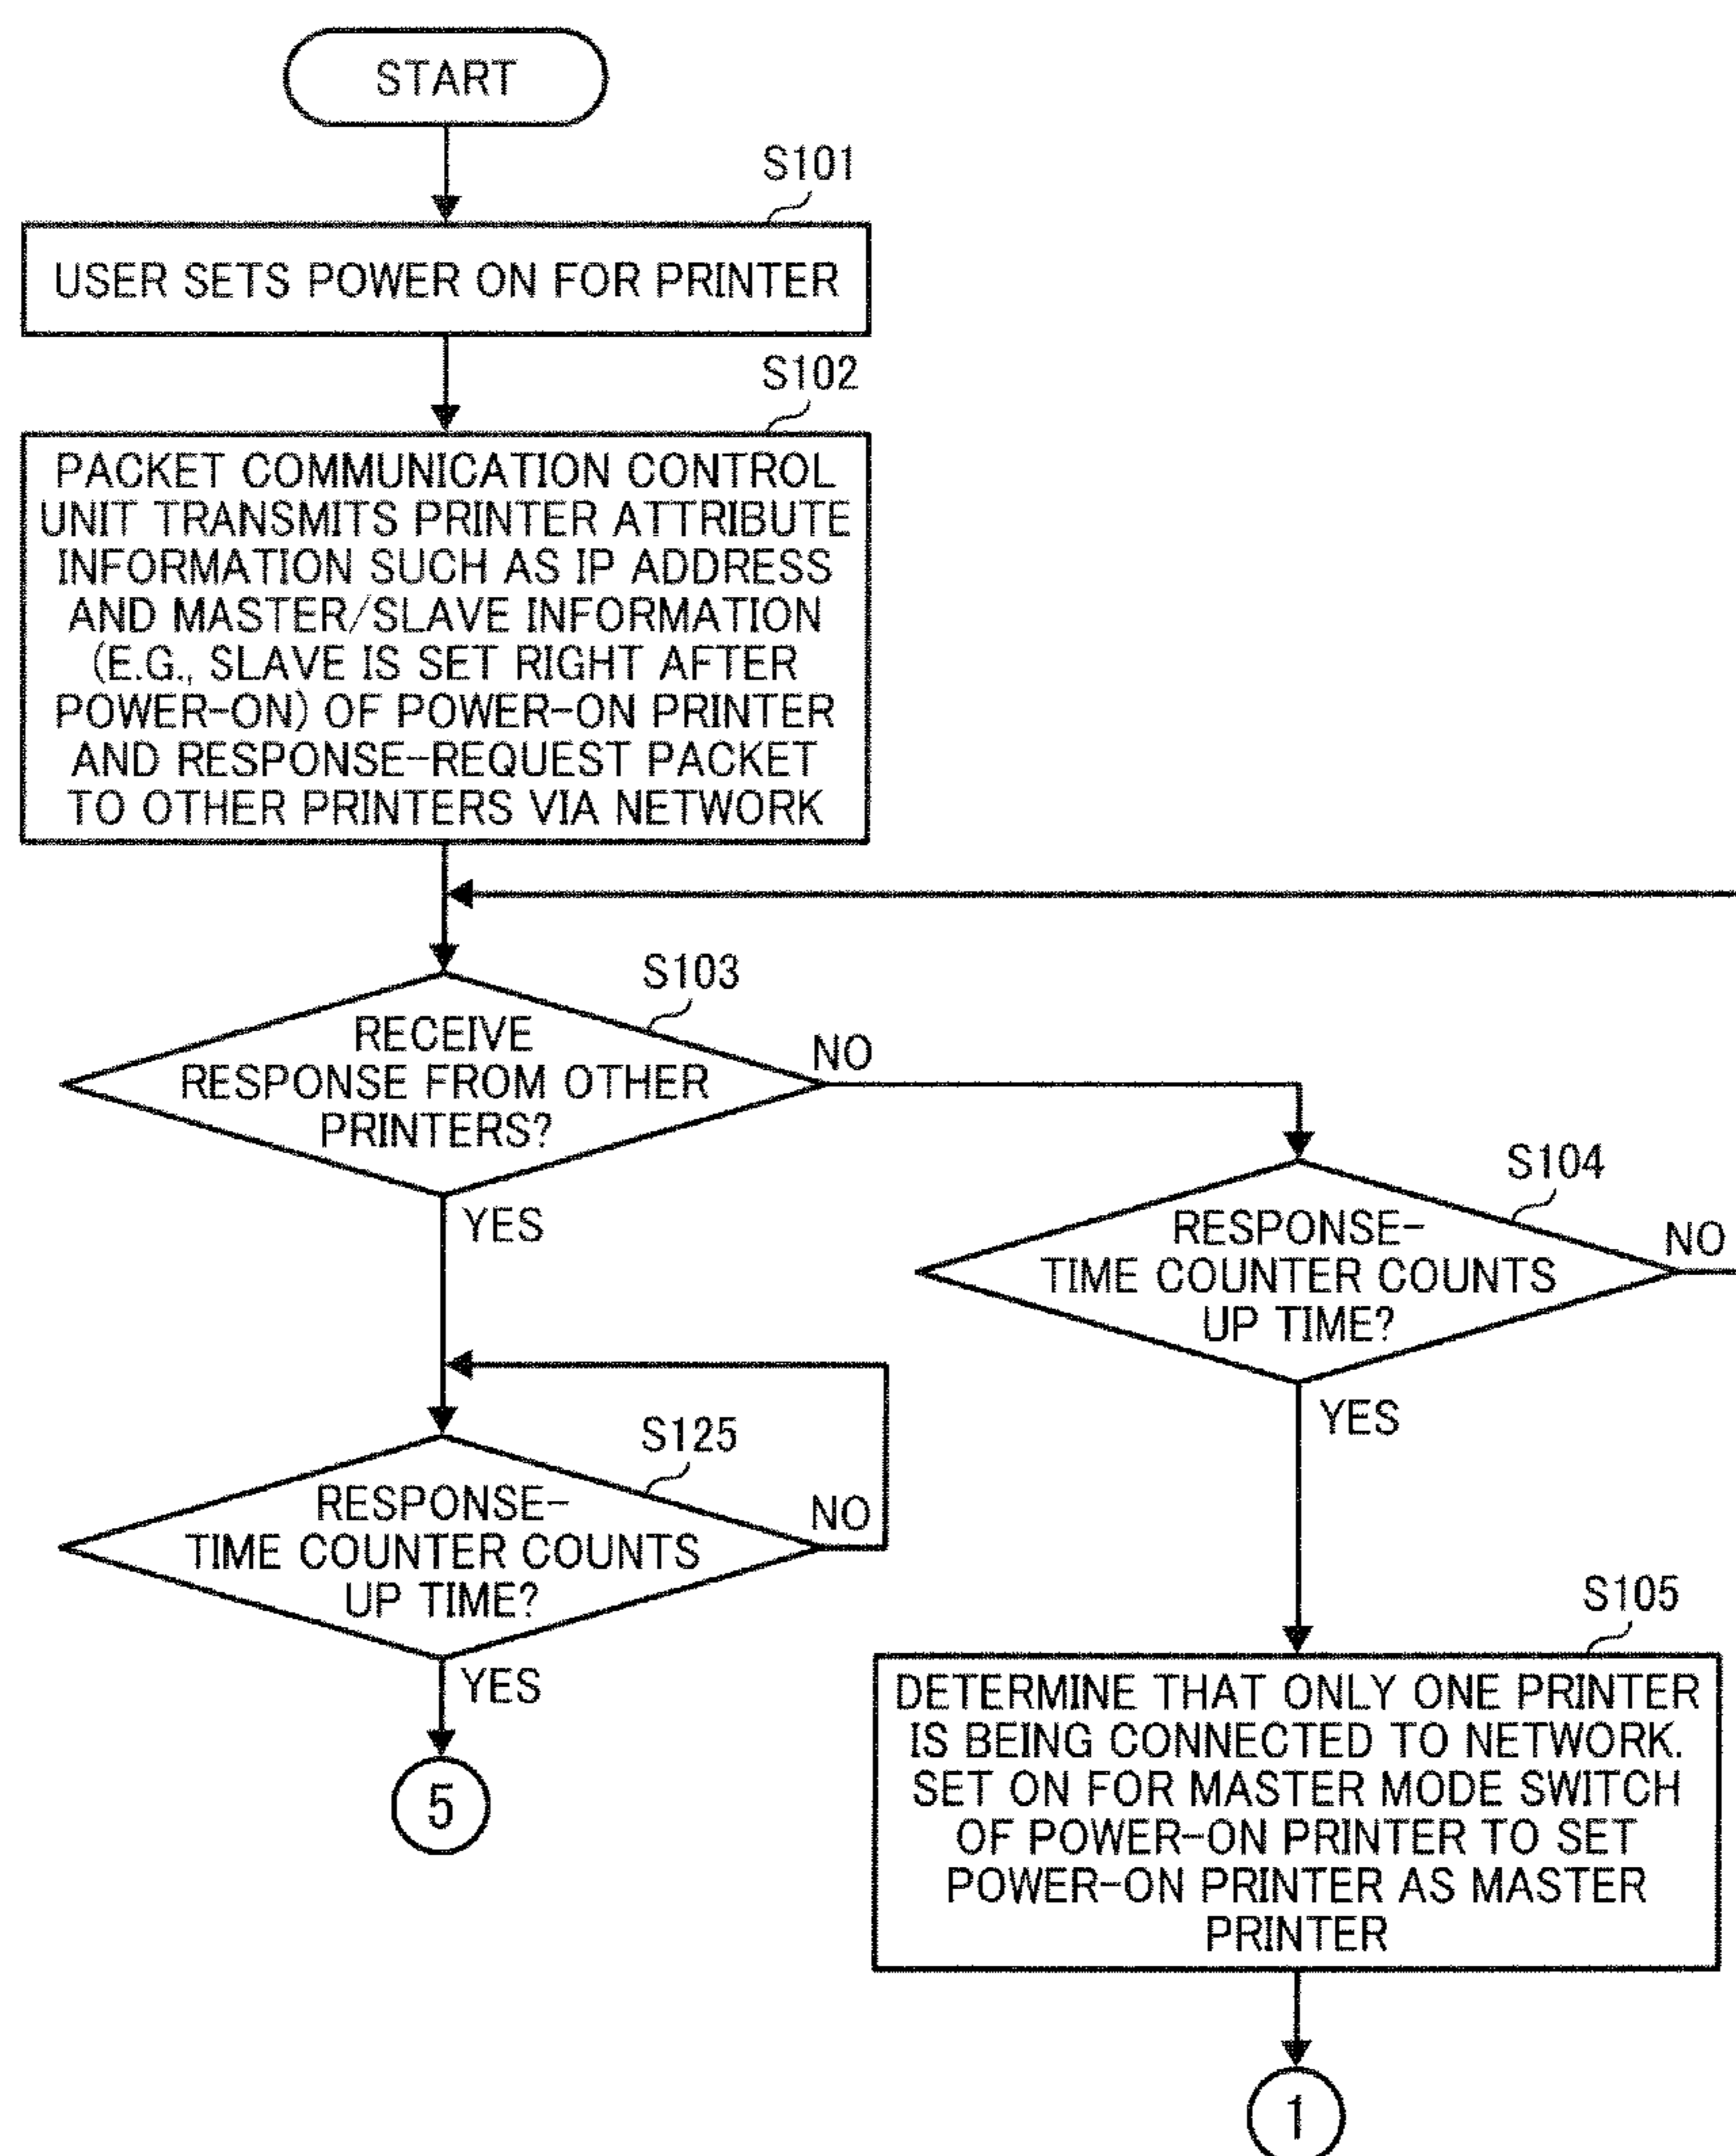 START
S101
USER SETS POWER ON FOR PRINTER
S102
PACKET COMMUNICATION CONTROL
UNIT TRANSMITS PRINTER ATTRIBUTE
INFORMATION SUCH AS IP ADDRESS
AND MASTER/SLAVE INFORMATION
(E.G., SLAVE IS SET RIGHT AFTER
POWER-ON) OF POWER-ON PRINTER
AND RESPONSE-REQUEST PACKET
TO OTHER PRINTERS VIA NETWORK
S103
RECEIVE
RESPONSE FROM OTHER
PRINTERS?
NO
YES
S104
RESPONSE-
TIME COUNTER COUNTS
UP TIME?
NO
YES
S125
RESPONSE-
TIME COUNTER COUNTS
UP TIME?
NO
YES
5
S105
DETERMINE THAT ONLY ONE PRINTER
IS BEING CONNECTED TO NETWORK.
SET ON FOR MASTER MODE SWITCH
OF POWER-ON PRINTER TO SET
POWER-ON PRINTER AS MASTER
PRINTER
1